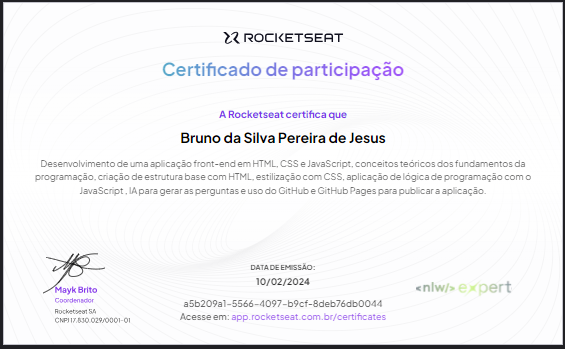 ROCKETSEAT
Certificado de participação
A Rocketseat certifica que
Bruno da Silva Pereira de Jesus
Desenvolvimento de uma aplicação front-end em HTML, CSS e JavaScript, conceitos teóricos dos fundamentos da
programação, criação de estrutura base com HTML, estilização com CSS, aplicação de lógica de programação com o
JavaScript , IA para gerar as perguntas e uso do GitHub e GitHub Pages para publicar a aplicação.
Mayk Brito
Coordenador
Rocketseat SA
CNPJ 17.830.029/0001-01
DATA DE EMISSÃO:
10/02/2024
a5b209a1-5566-4097-b9cf-8deb76db0044
Acesse em: app.rocketseat.com.br/certificates
<nlw/> expert